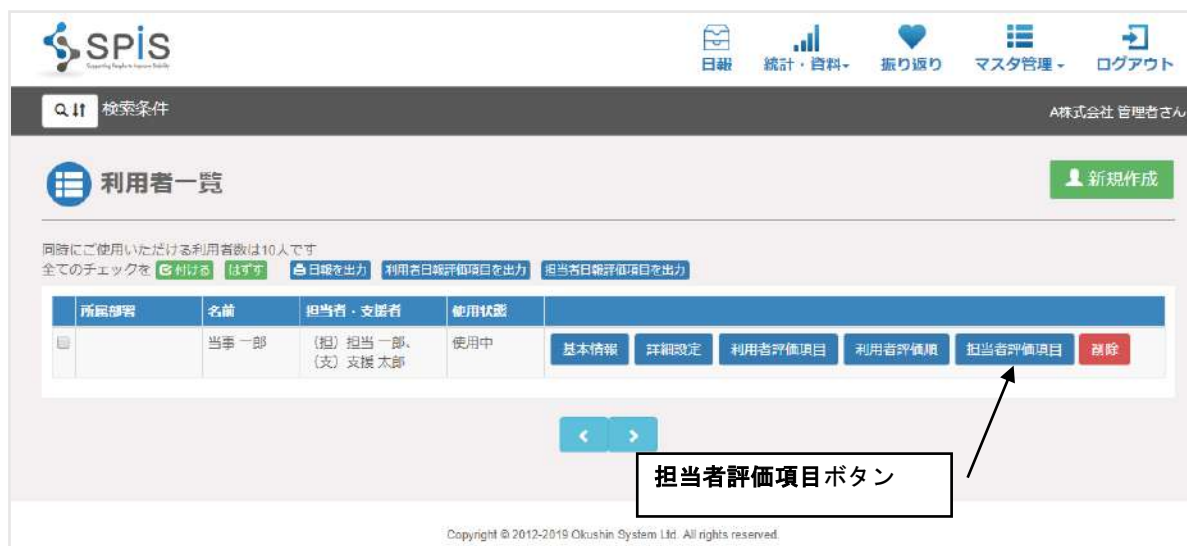 SPIS
Supporting People to Improve Stability
日報
統計・資料
振り返り
マスタ管理
ログアウト
検索条件
A株式会社 管理者さん
利用者一覧
新規作成
同時にご使用いただける利用者数は10人です
全てのチェックを 付ける はずす 日報を出力 利用者日報評価項目を出力 担当者日報評価項目を出力
所属部署 名前 担当者・支援者 使用状態
当事 一郎 （担）担当 一郎、 使用中 基本情報 詳細設定 利用者評価項目 利用者評価順 担当者評価項目 削除
（支）支援 太郎
担当者評価項目ボタン
Copyright © 2012-2019 Okushin System Ltd. All rights reserved.